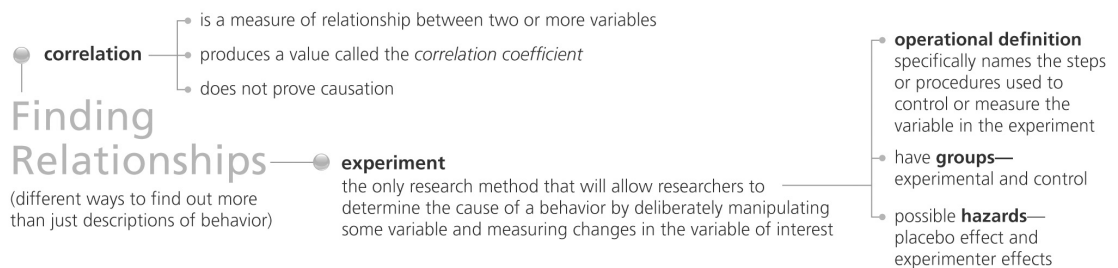 correlation
is a measure of relationship between two or more variables
produces a value called the correlation coefficient
does not prove causation
Finding
Relationships
(different ways to find out more
than just descriptions of behavior)
experiment
the only research method that will allow researchers to
determine the cause of a behavior by deliberately manipulating
some variable and measuring changes in the variable of interest
operational definition
specifically names the steps
or procedures used to
control or measure the
variable in the experiment
have groups—
experimental and control
possible hazards—
placebo effect and
experimenter effects